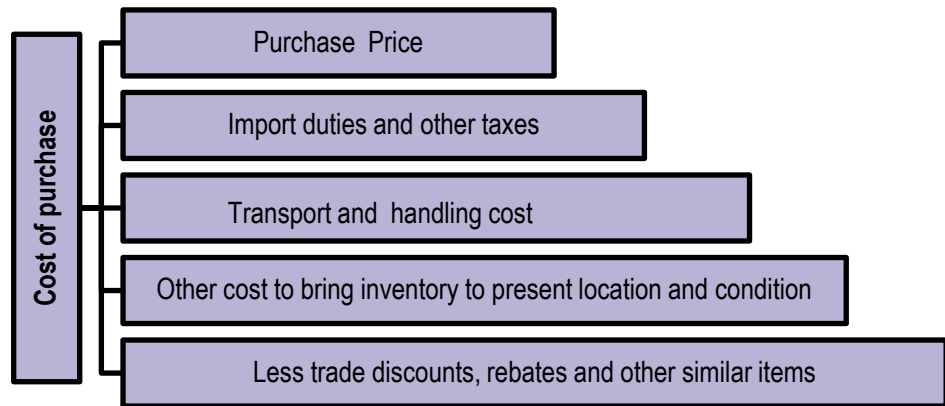 Cost of purchase
Purchase Price
Import duties and other taxes
Transport and handling cost
Other cost to bring inventory to present location and condition
Less trade discounts, rebates and other similar items